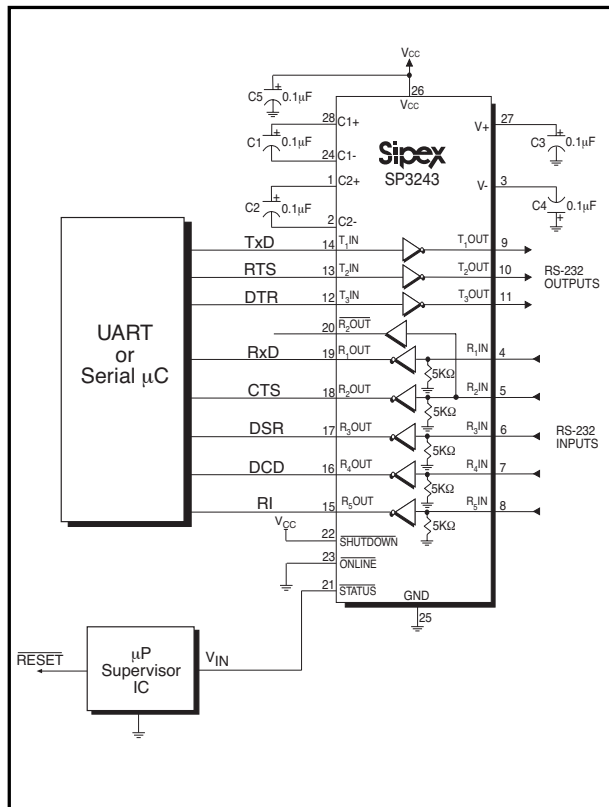 VCC
C5 + 0.1µF
26
VCC
28 C1+
C1 + 0.1µF
24 C1-
1 C2+
C2 + 0.1µF
2 C2-
V+ 27
C3 + 0.1µF
V- 3
C4 0.1µF +
Sipex
SP3243
UART
or
Serial µC
TxD 14 T1IN T1OUT 9
RTS 13 T2IN T2OUT 10
DTR 12 T3IN T3OUT 11
RS-232
OUTPUTS
20 R2OUT
RxD 19 R1OUT R1IN 4
5KΩ
CTS 18 R2OUT R2IN 5
5KΩ
DSR 17 R3OUT R3IN 6
5KΩ
DCD 16 R4OUT R4IN 7
5KΩ
RI 15 R5OUT R5IN 8
5KΩ
RS-232
INPUTS
VCC
22 SHUTDOWN
23 ONLINE
21 STATUS
GND
25
RESET
µP
Supervisor
IC
VIN